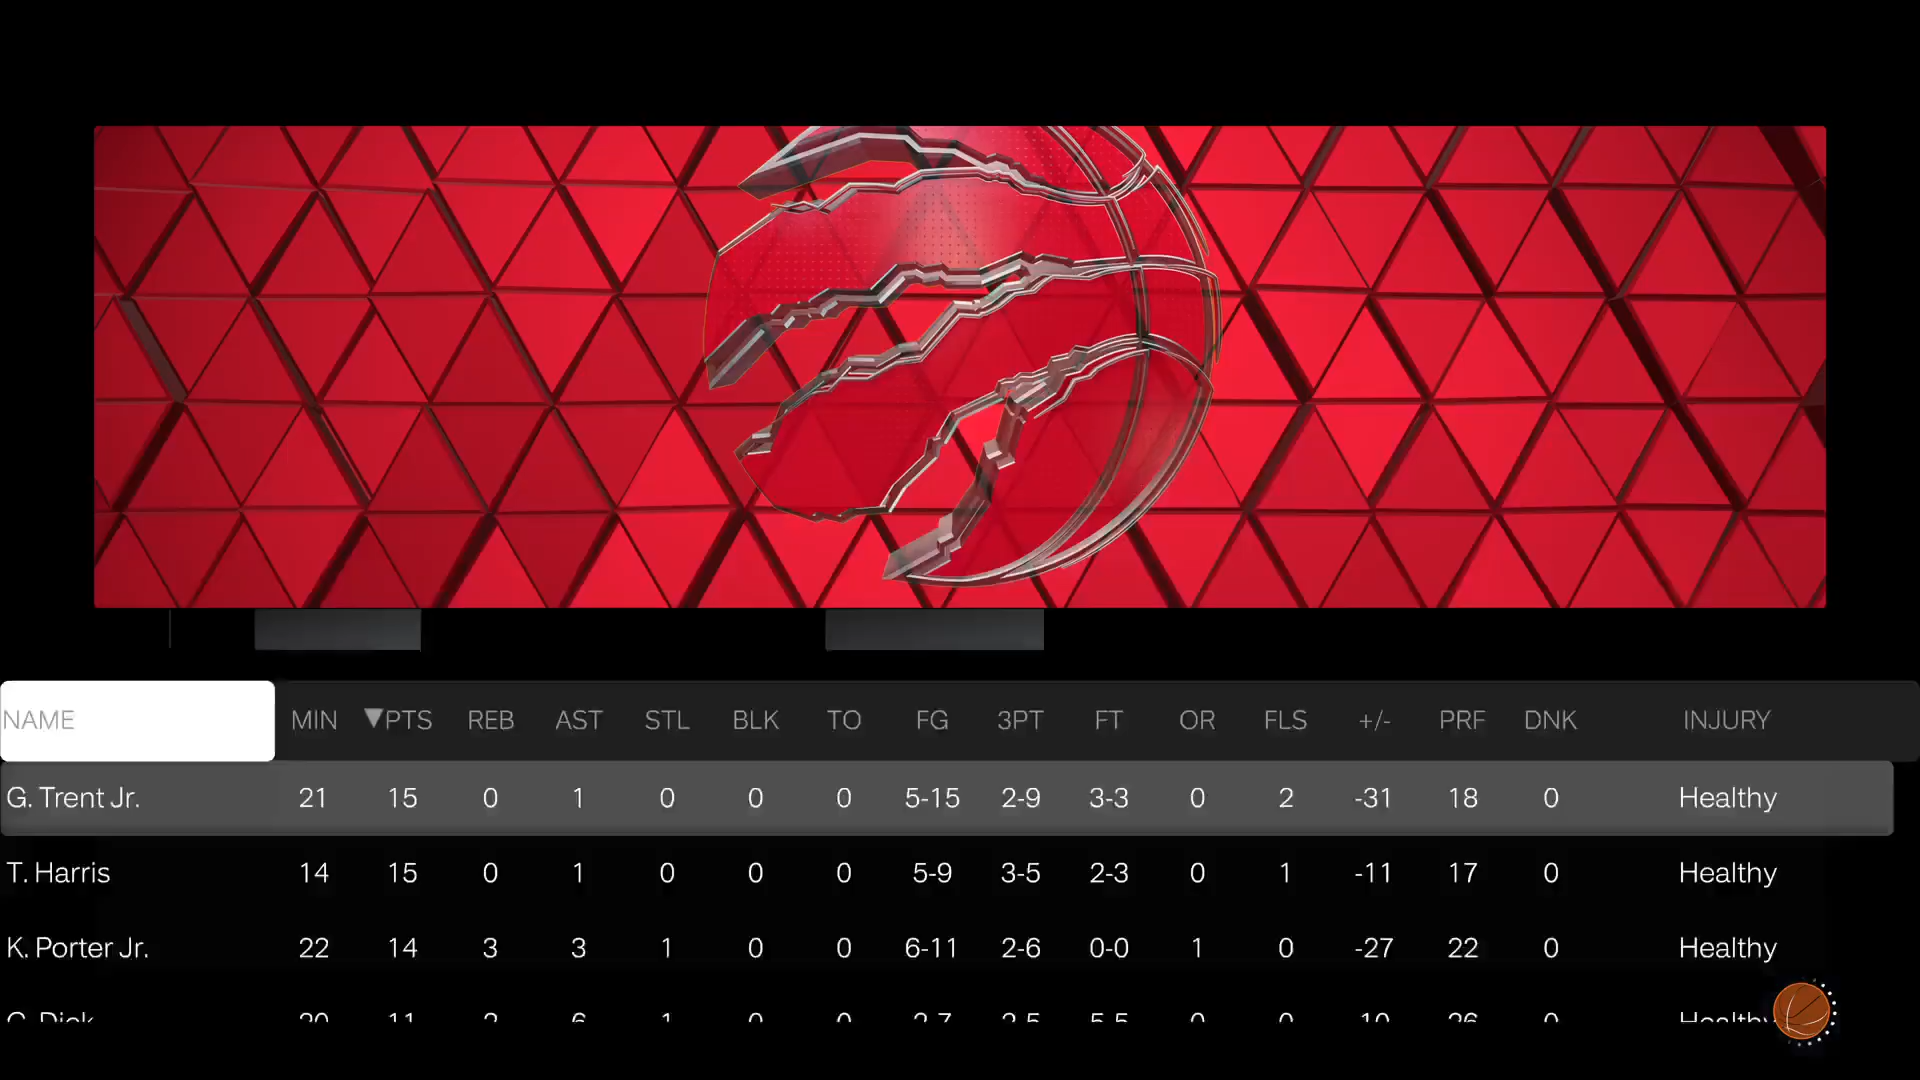 NAME MIN ▼PTS REB AST STL BLK TO FG 3PT FT OR FLS +/- PRF DNK INJURY
G. Trent Jr. 21 15 0 1 0 0 0 5-15 2-9 3-3 0 2 -31 18 0 Healthy
T. Harris 14 15 0 1 0 0 0 5-9 3-5 2-3 0 1 -11 17 0 Healthy
K. Porter Jr. 22 14 3 3 1 0 0 6-11 2-6 0-0 1 0 -27 22 0 Healthy